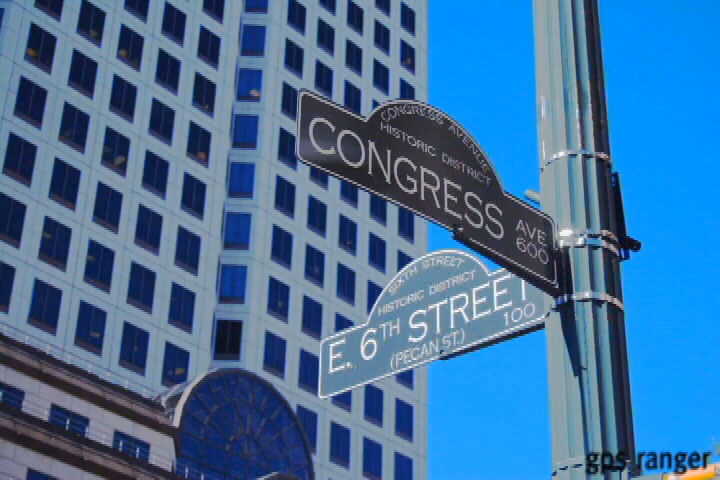 CONGRESS AVENUE
HISTORIC DISTRICT
CONGRESS AVE
600
SIXTH STREET
HISTORIC DISTRICT
E. 6TH STREET
100
(PECAN ST.)
gps ranger